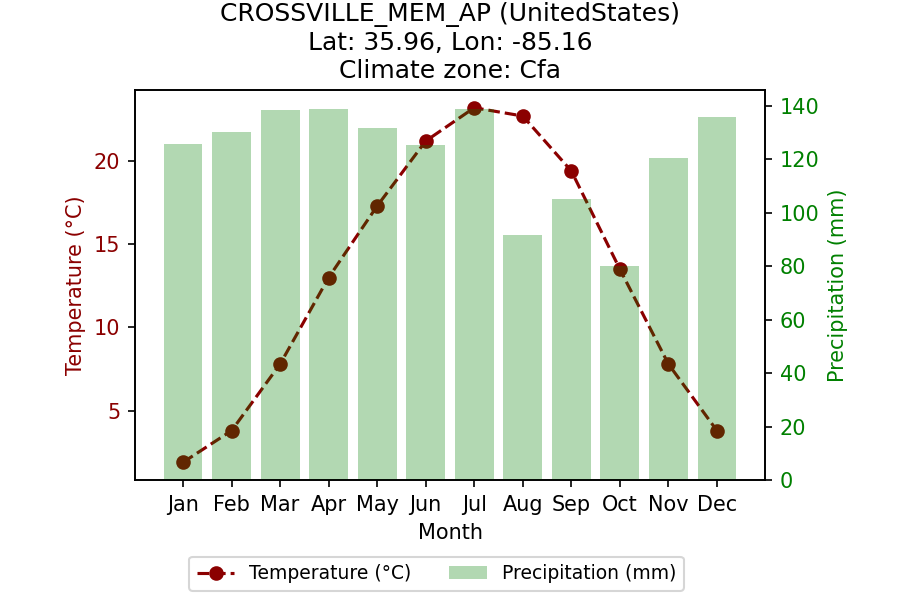 CROSSVILLE_MEM_AP (UnitedStates)
Lat: 35.96, Lon: -85.16
Climate zone: Cfa
Temperature (°C)
20
15
10
5
140
120
100
80
60
40
20
0
Precipitation (mm)
Jan Feb Mar Apr May Jun Jul Aug Sep Oct Nov Dec
Month
Temperature (°C) Precipitation (mm)